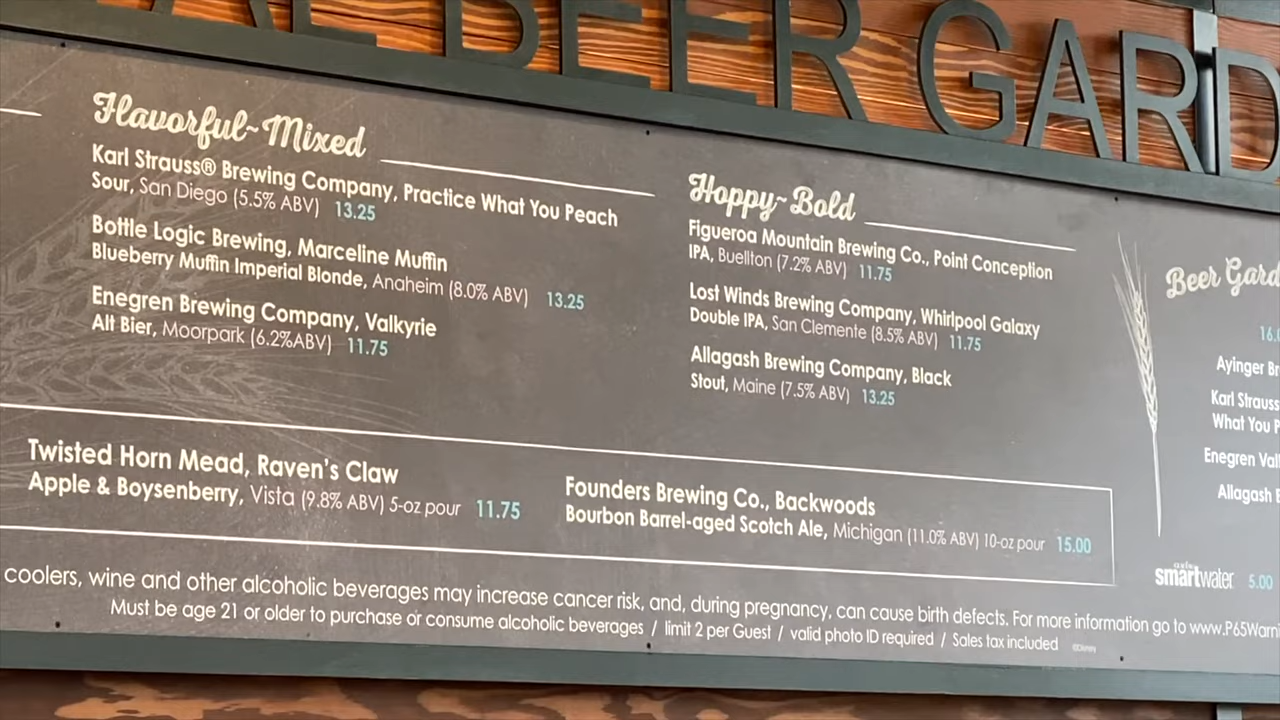 BEER GARD
Flavorful~Mixed
Karl Strauss® Brewing Company, Practice What You Peach
Sour, San Diego (5.5% ABV) 13.25
Bottle Logic Brewing, Marceline Muffin
Blueberry Muffin Imperial Blonde, Anaheim (8.0% ABV) 13.25
Enegren Brewing Company, Valkyrie
Alt Bier, Moorpark (6.2%ABV) 11.75
Hoppy~Bold
Figueroa Mountain Brewing Co., Point Conception
IPA, Buellton (7.2% ABV) 11.75
Lost Winds Brewing Company, Whirlpool Galaxy
Double IPA, San Clemente (8.5% ABV) 11.75
Allagash Brewing Company, Black
Stout, Maine (7.5% ABV) 13.25
Beer Gard
16.0
Ayinger Br
Karl Strauss
What You P
Enegren Val
Allagash B
smartwater 5.00
Twisted Horn Mead, Raven's Claw
Apple & Boysenberry, Vista (9.8% ABV) 5-oz pour 11.75
Founders Brewing Co., Backwoods
Bourbon Barrel-aged Scotch Ale, Michigan (11.0% ABV) 10-oz pour 15.00
coolers, wine and other alcoholic beverages may increase cancer risk, and, during pregnancy, can cause birth defects. For more information go to www.P65Warni
Must be age 21 or older to purchase or consume alcoholic beverages / limit 2 per Guest / valid photo ID required / Sales tax included
©Disney